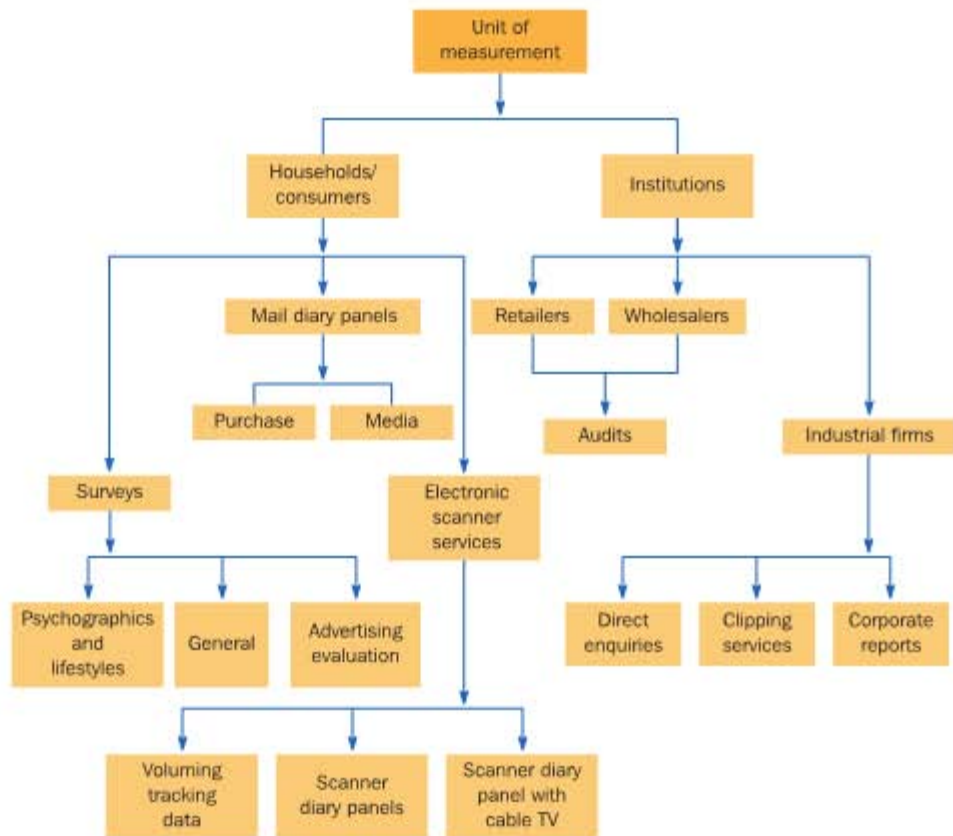 Unit of
measurement
Households/
consumers
Institutions
Mail diary panels
Retailers
Wholesalers
Purchase
Media
Audits
Industrial firms
Surveys
Electronic
scanner
services
Psychographics
and
lifestyles
General
Advertising
evaluation
Direct
enquiries
Clipping
services
Corporate
reports
Voluming
tracking
data
Scanner
diary panels
Scanner diary
panel with
cable TV